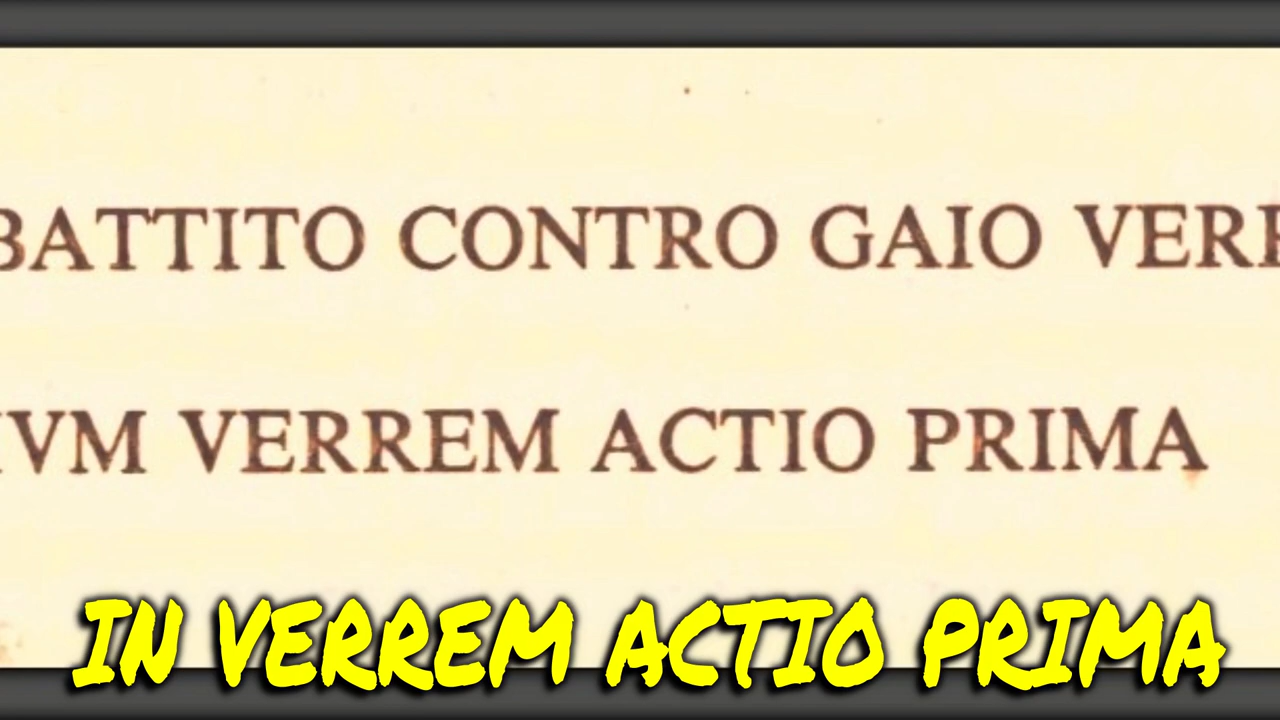 BATTITO CONTRO GAIO VERR
IVM VERREM ACTIO PRIMA
IN VERREM ACTIO PRIMA